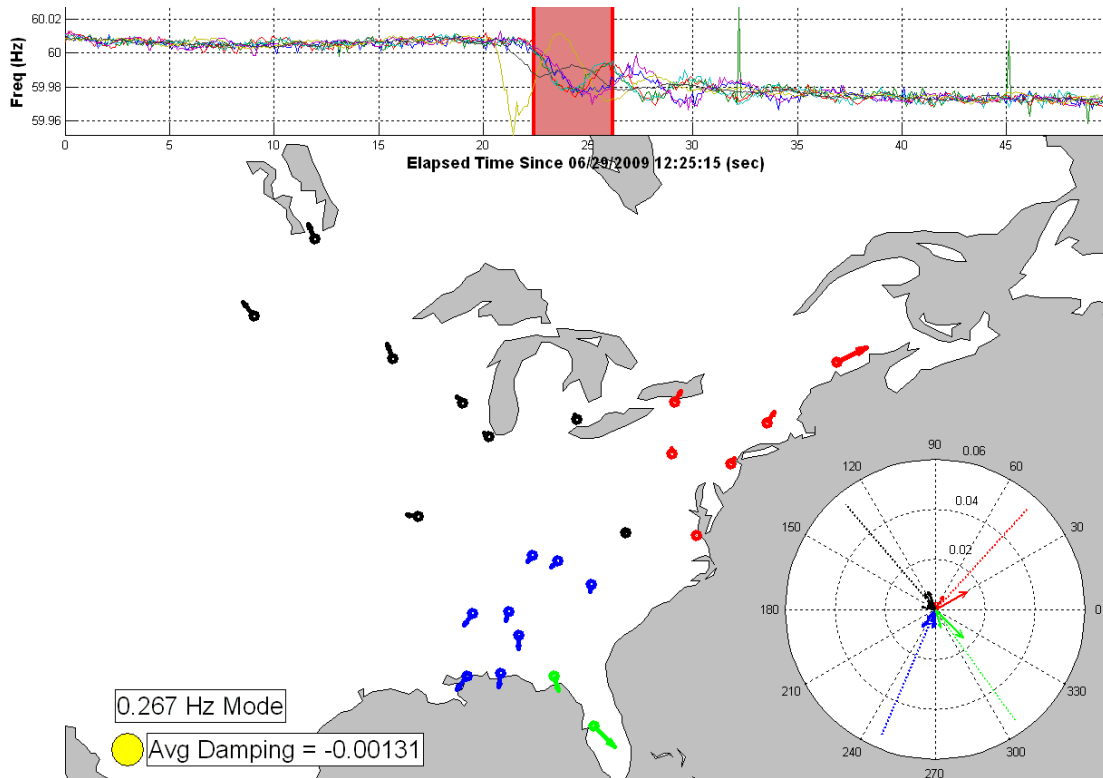 60.02
60
59.98
59.96
Freq (Hz)
0 5 10 15 20 25 30 35 40 45
Elapsed Time Since 06/29/2009 12:25:15 (sec)
90
0.06
120 60
0.04
150 30
0.02
180 0
210 330
240 300
270
0.267 Hz Mode
Avg Damping = -0.00131